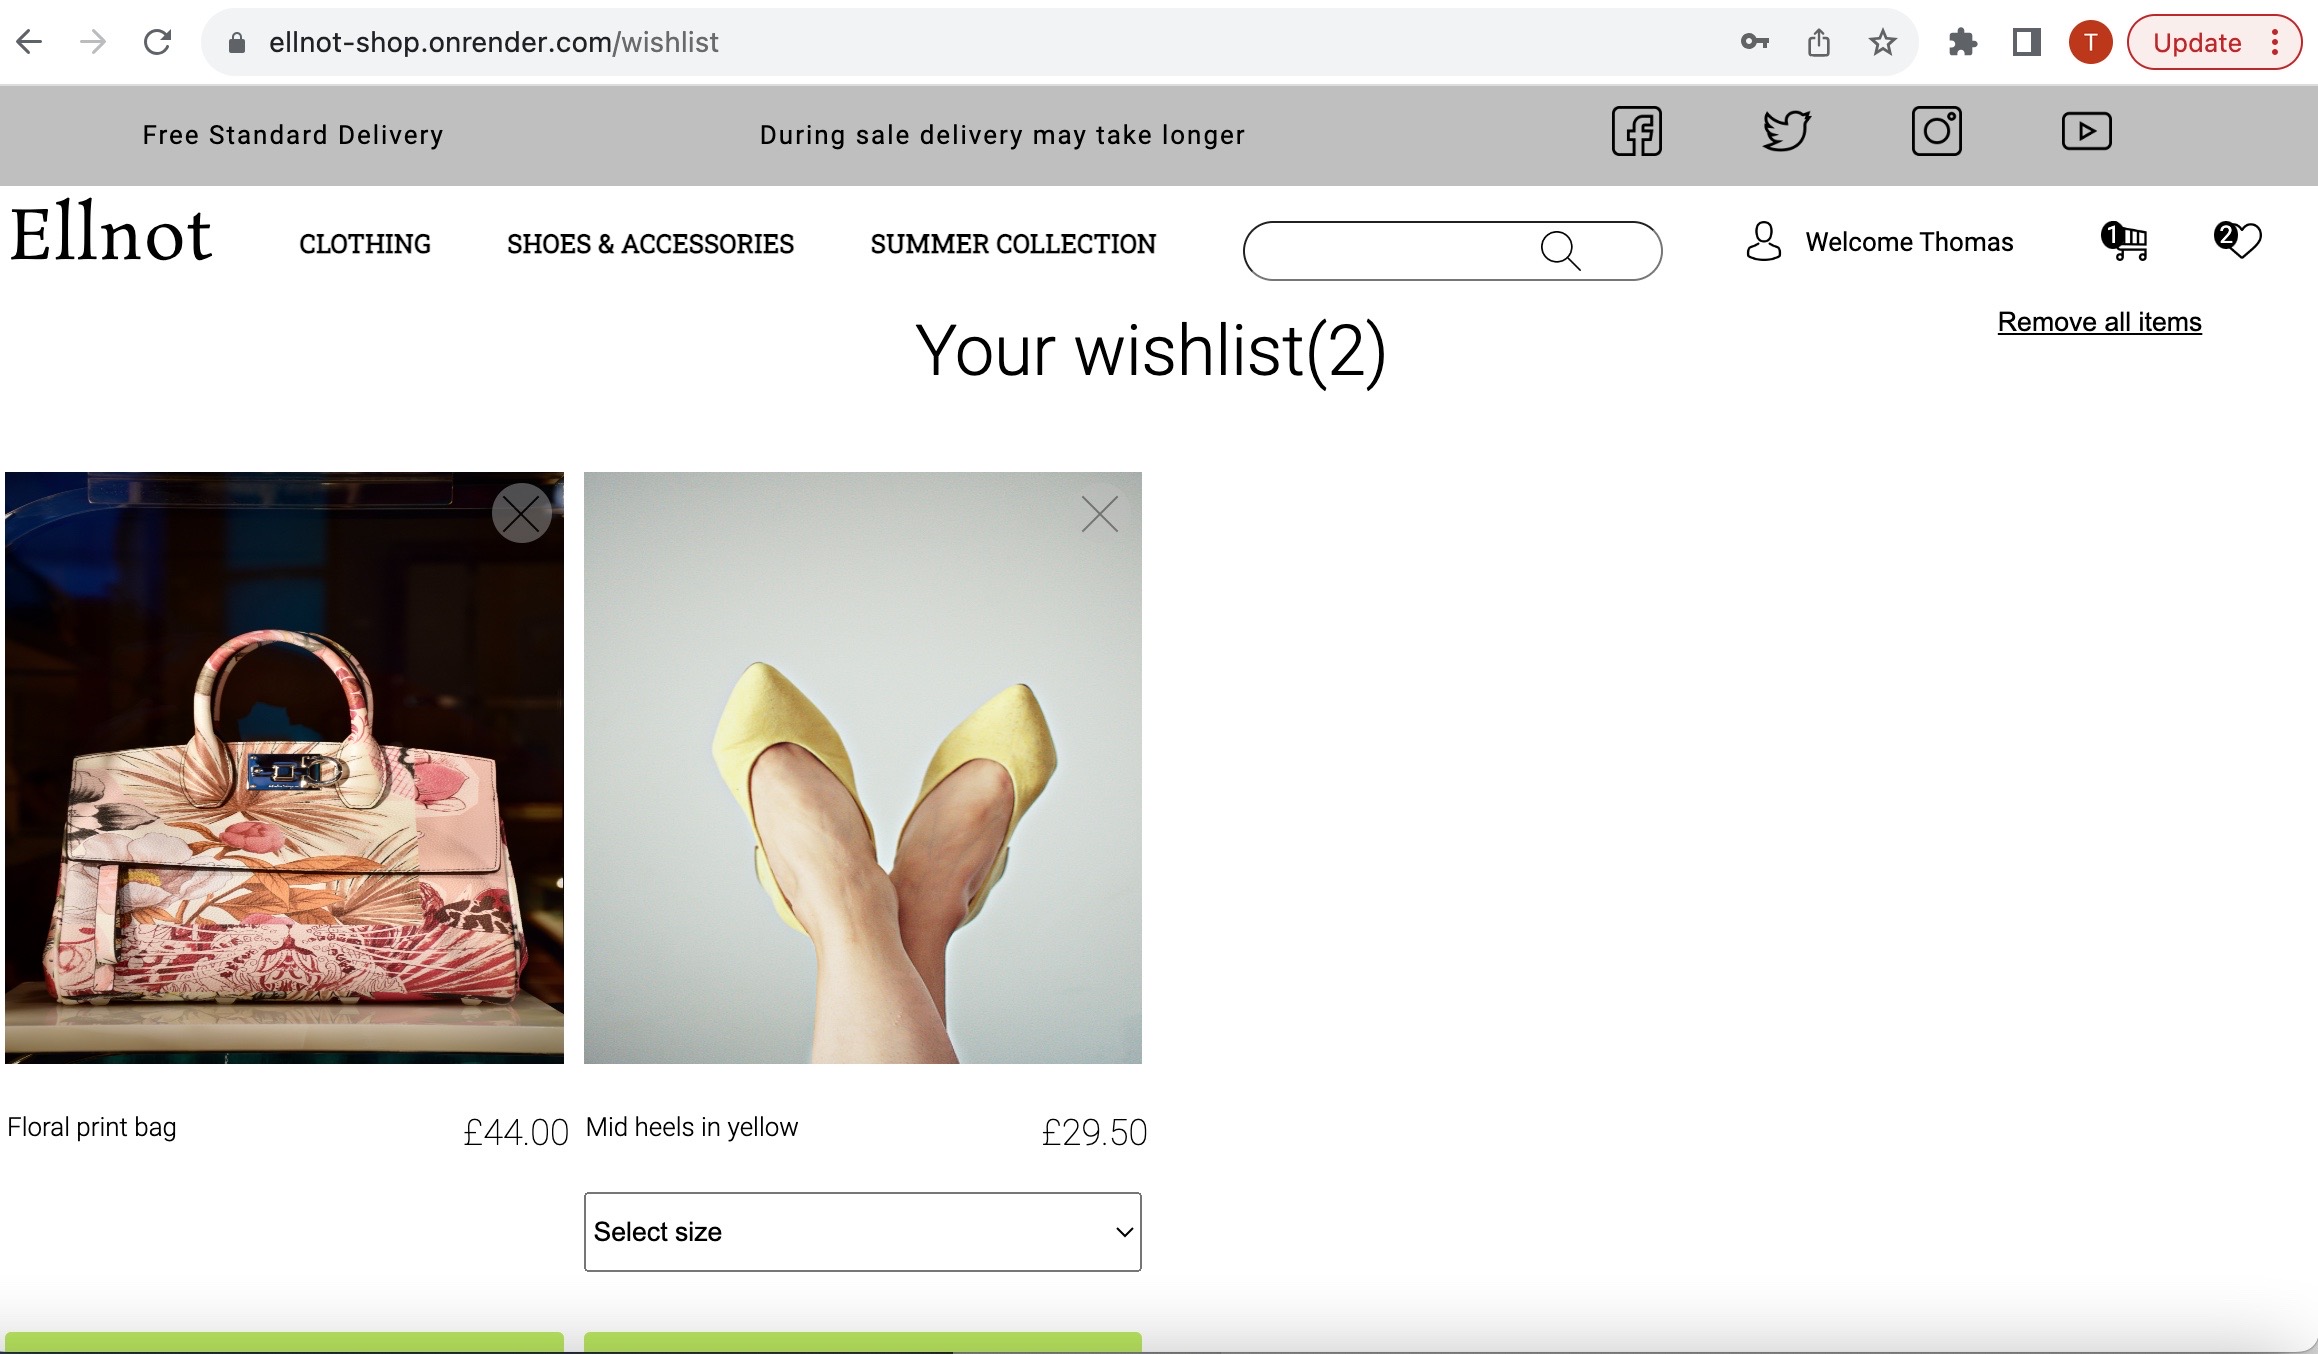 ellnot-shop.onrender.com/wishlist
T
Update
Free Standard Delivery
During sale delivery may take longer
Ellnot
CLOTHING
SHOES & ACCESSORIES
SUMMER COLLECTION
Welcome Thomas
1
2
Remove all items
Your wishlist(2)
Floral print bag
£44.00
Mid heels in yellow
£29.50
Select size